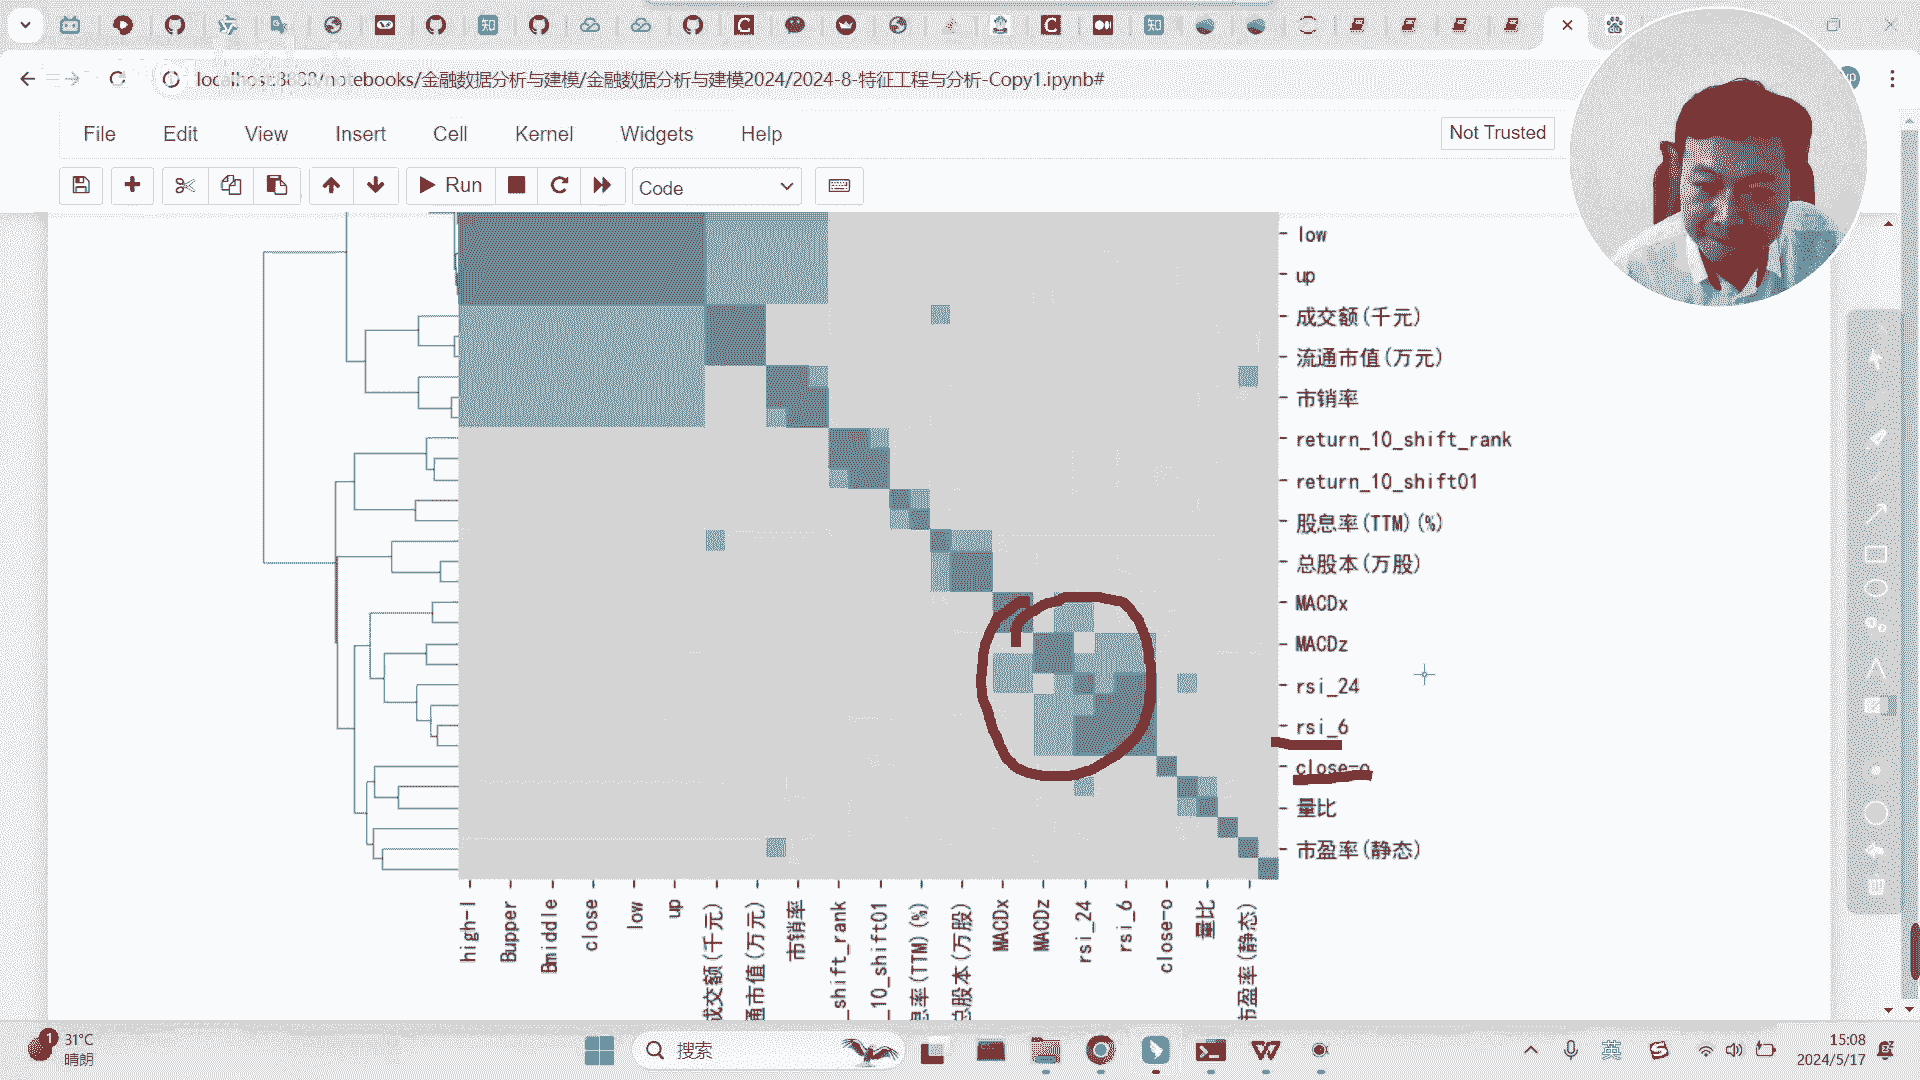 localhost:8888/notebooks/金融数据分析与建模/金融数据分析与建模2024/2024-8-特征工程与分析-Copy1.ipynb#
File Edit View Insert Cell Kernel Widgets Help
Not Trusted
Run
Code
low
up
成交额(千元)
流通市值(万元)
市销率
return_10_shift_rank
return_10_shift01
股息率(TTM)(%)
总股本(万股)
MACDx
MACDz
rsi_24
rsi_6
close-o
量比
市盈率(静态)
high-l
Bupper
Bmiddle
close
low
up
成交额(千元)
通市值(万元)
市销率
_shift_rank
_10_shift01
息率(TTM)(%)
总股本(万股)
MACDx
MACDz
rsi_24
rsi_6
close-o
量比
市盈率(静态)
1
31°C
晴朗
搜索
英
15:08
2024/5/17